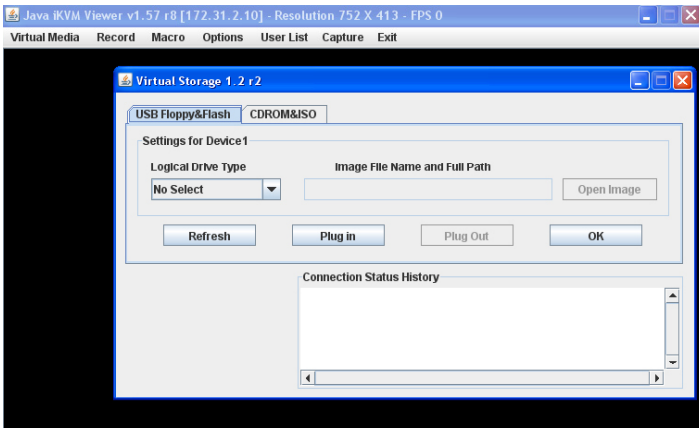 Java iKVM Viewer v1.57 r8 [172.31.2.10] - Resolution 752 X 413 - FPS 0
Virtual Media Record Macro Options User List Capture Exit
Virtual Storage 1.2 r2
USB Floppy&Flash CDROM&ISO
Settings for Device1
Logical Drive Type Image File Name and Full Path
No Select Open Image
Refresh Plug in Plug Out OK
Connection Status History